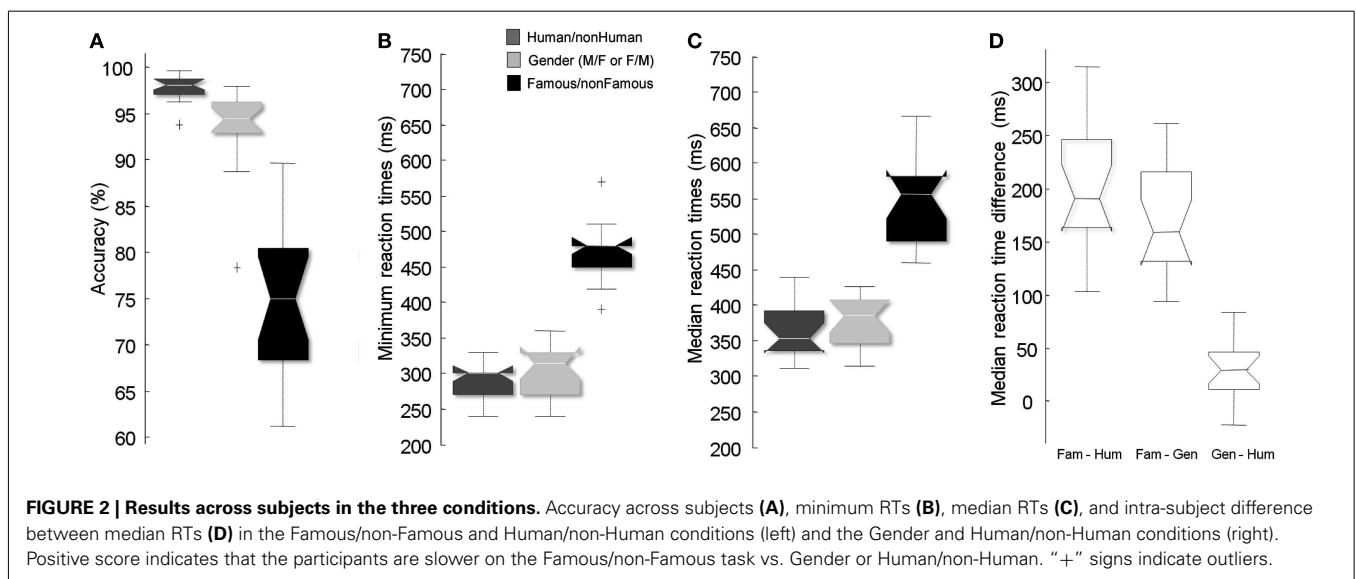 A
Accuracy (%)
100
95
90
85
80
75
70
65
60
B
Minimum reaction times (ms)
750
700
650
600
550
500
450
400
350
300
250
200
Human/nonHuman
Gender (M/F or F/M)
Famous/nonFamous
C
Median reaction times (ms)
750
700
650
600
550
500
450
400
350
300
250
200
D
Median reaction time difference (ms)
300
250
200
150
100
50
0
Fam - Hum
Fam - Gen
Gen - Hum
FIGURE 2 | Results across subjects in the three conditions. Accuracy across subjects (A), minimum RTs (B), median RTs (C), and intra-subject difference
between median RTs (D) in the Famous/non-Famous and Human/non-Human conditions (left) and the Gender and Human/non-Human conditions (right).
Positive score indicates that the participants are slower on the Famous/non-Famous task vs. Gender or Human/non-Human. “+” signs indicate outliers.